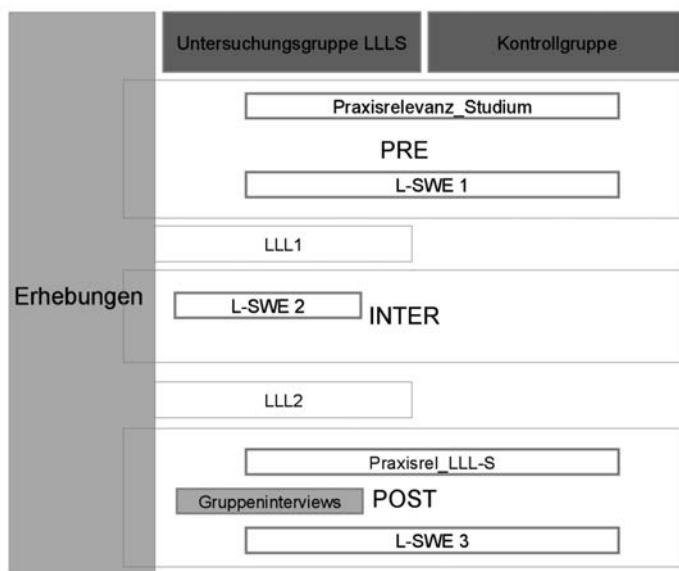 Untersuchungsgruppe LLLS
Kontrollgruppe
Praxisrelevanz_Studium
PRE
L-SWE 1
LLL1
Erhebungen
L-SWE 2
INTER
LLL2
Praxisrel_LLL-S
Gruppeninterviews
POST
L-SWE 3